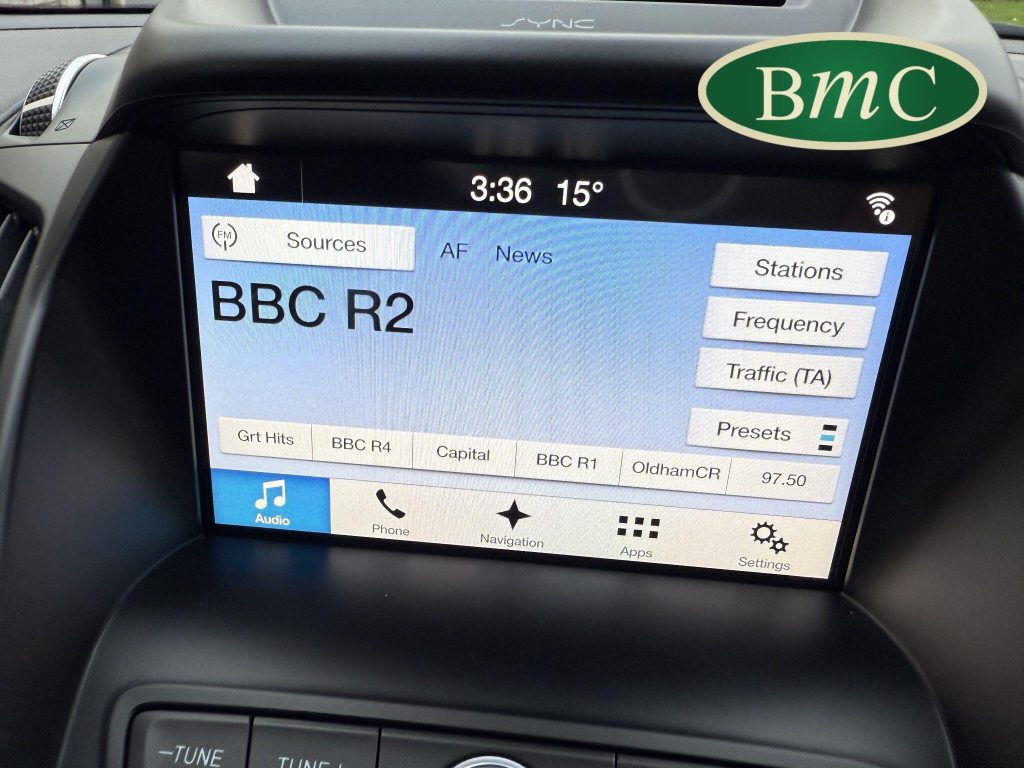 SYNC
BmC
3:36 15°
FM
Sources
AF News
Stations
BBC R2
Frequency
Traffic (TA)
Presets
Grt Hits BBC R4 Capital BBC R1 OldhamCR 97.50
Audio Phone Navigation Apps Settings
−TUNE TUNE+